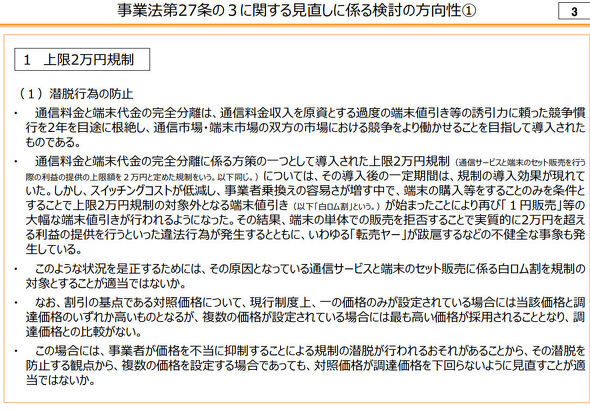 事業法第27条の3に関する見直しに係る検討の方向性①
3
1 上限2万円規制
(1)潜脱行為の防止
・ 通信料金と端末代金の完全分離は、通信料金収入を原資とする過度の端末値引き等の誘引力に頼った競争慣
行を2年を目途に根絶し、通信市場・端末市場の双方の市場における競争をより働かせることを目指して導入された
ものである。
・ 通信料金と端末代金の完全分離に係る方策の一つとして導入された上限2万円規制(通信サービスと端末のセット販売を行う
際の利益の提供の上限額を2万円と定めた規制をいう。以下同じ。)については、その導入後の一定期間は、規制の導入効果が現れて
いた。しかし、スイッチングコストが低減し、事業者乗換えの容易さが増す中で、端末の購入等をすることのみを条件と
することで上限2万円規制の対象外となる端末値引き(以下「白ロム割」という。)が始まったことにより再び「1円販売」等の
大幅な端末値引きが行われるようになった。その結果、端末の単体での販売を拒否することで実質的に2万円を超え
る利益の提供を行うといった違法行為が発生するとともに、いわゆる「転売ヤー」が跋扈するなどの不健全な事象も発
生している。
・ このような状況を是正するためには、その原因となっている通信サービスと端末のセット販売に係る白ロム割を規制の
対象とすることが適当ではないか。
・ なお、割引の基点である対照価格について、現行制度上、一の価格のみが設定されている場合には当該価格と調
達価格のいずれか高いものとなるが、複数の価格が設定されている場合には最も高い価格が採用されることとなり、調
達価格との比較がない。
・ この場合には、事業者が価格を不当に抑制することによる規制の潜脱が行われるおそれがあることから、その潜脱を
防止する観点から、複数の価格を設定する場合であっても、対照価格が調達価格を下回らないように見直すことが適
当ではないか。